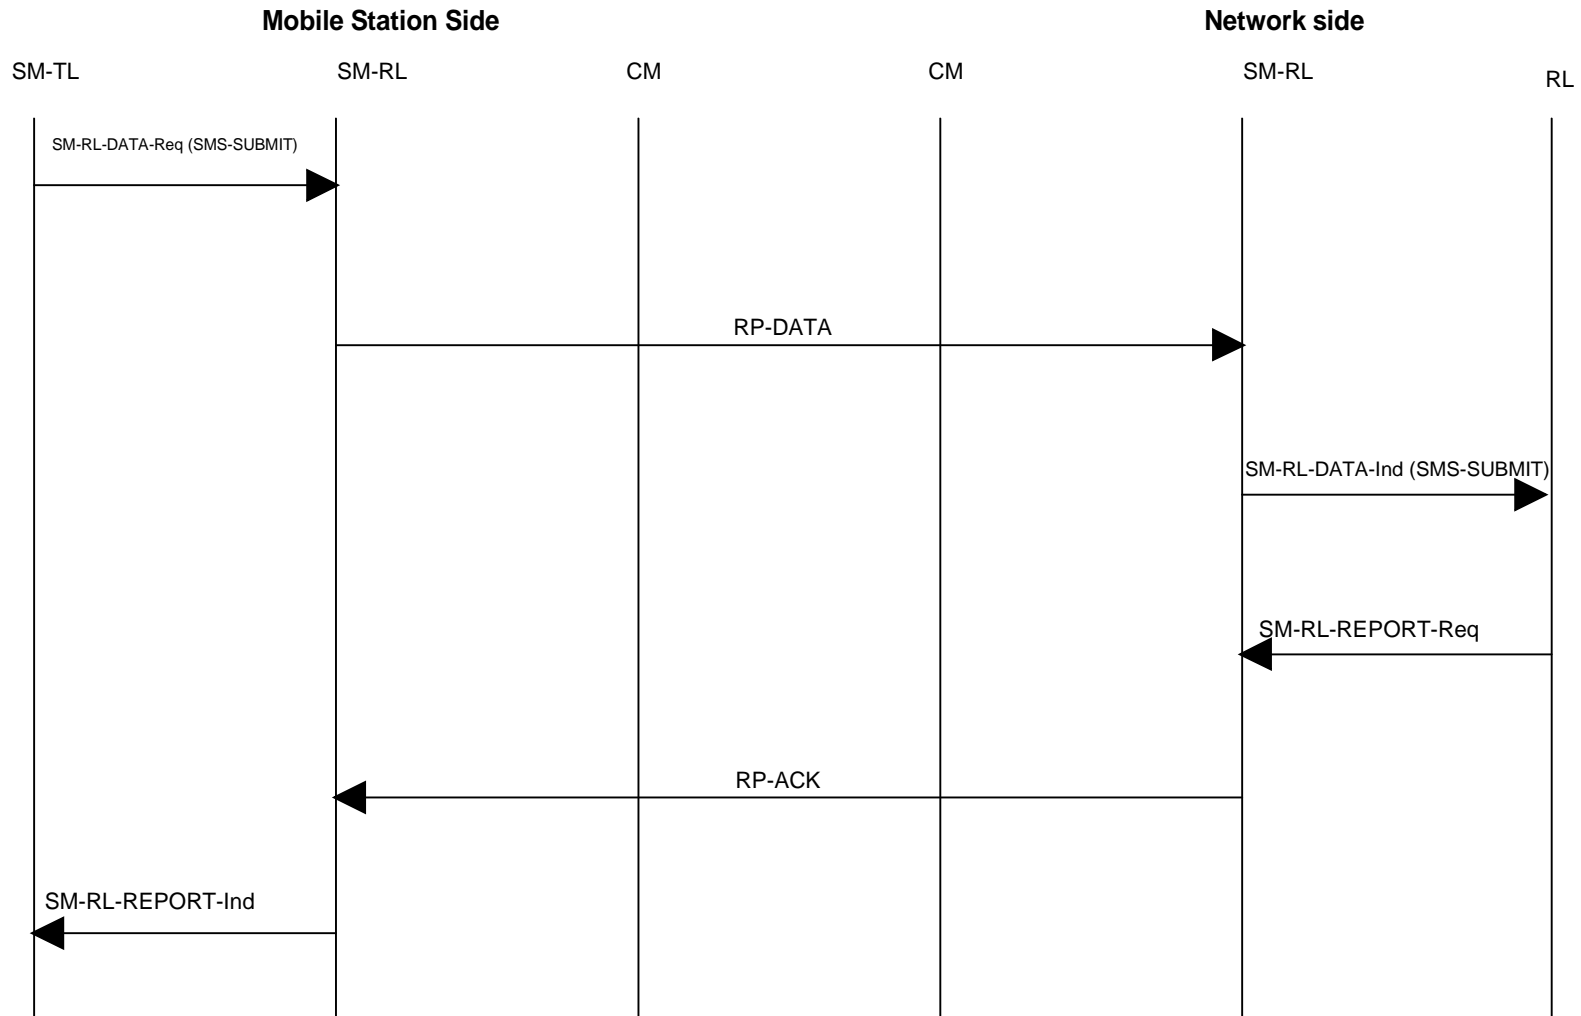 Mobile Station Side
Network side
SM-TL
SM-RL
CM
CM
SM-RL
RL
SM-RL-DATA-Req (SMS-SUBMIT)
RP-DATA
SM-RL-DATA-Ind (SMS-SUBMIT)
SM-RL-REPORT-Req
RP-ACK
SM-RL-REPORT-Ind